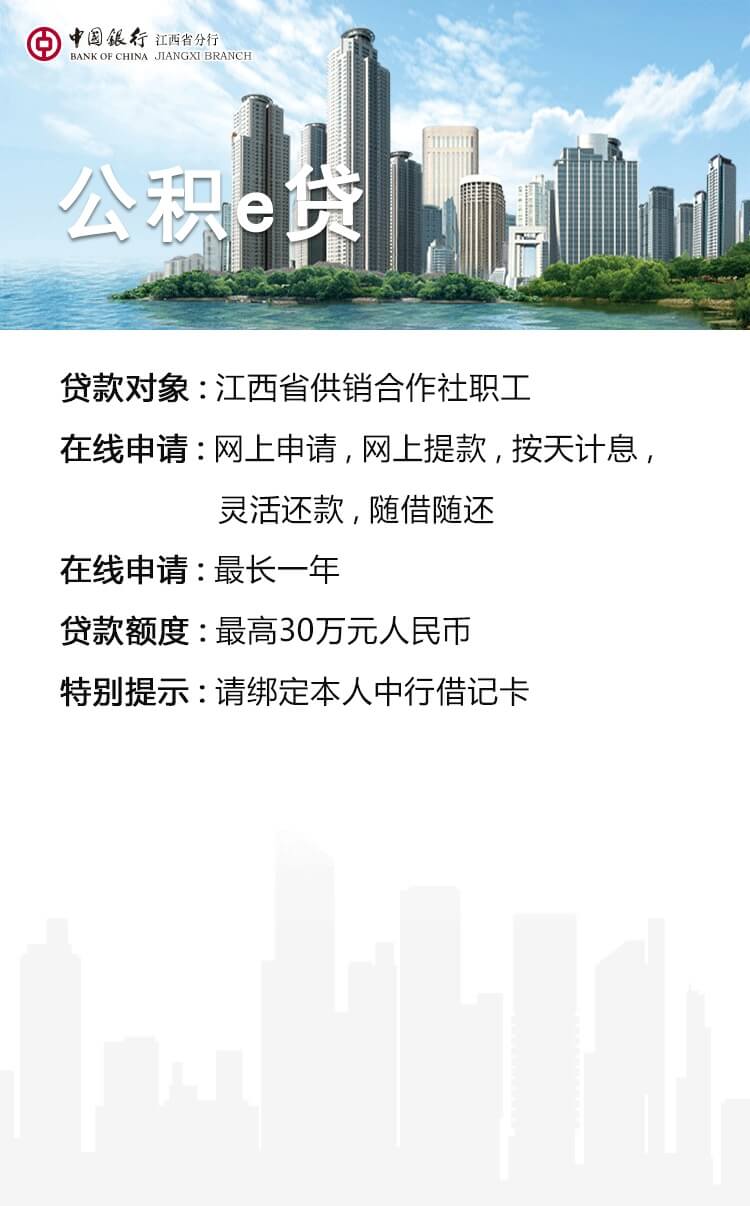 中国银行 江西省分行
BANK OF CHINA JIANGXI BRANCH
公积e贷
贷款对象：江西省供销合作社职工
在线申请：网上申请，网上提款，按天计息，
灵活还款，随借随还
在线申请：最长一年
贷款额度：最高30万元人民币
特别提示：请绑定本人中行借记卡